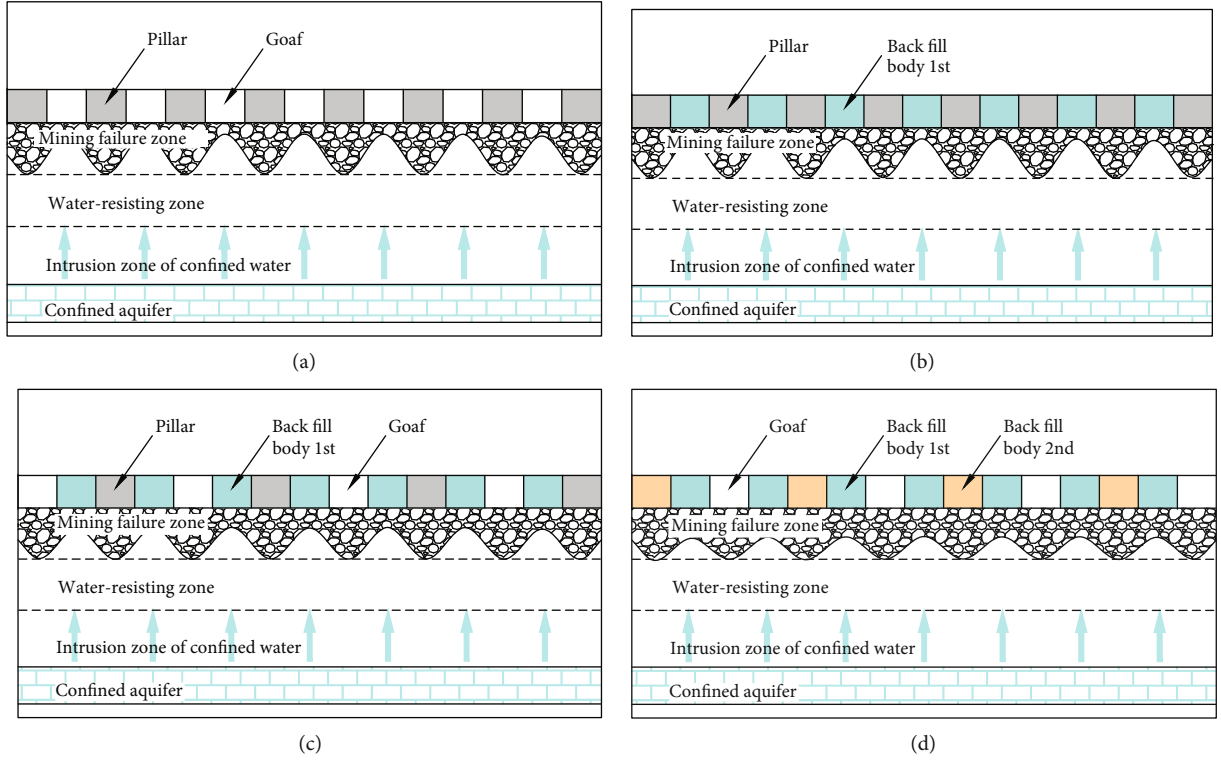 Pillar
Goaf
Mining failure zone
Water-resisting zone
Intrusion zone of confined water
Confined aquifer
(a)
Pillar
Back fill
body 1st
Mining failure zone
Water-resisting zone
Intrusion zone of confined water
Confined aquifer
(b)
Pillar
Back fill
body 1st
Goaf
Mining failure zone
Water-resisting zone
Intrusion zone of confined water
Confined aquifer
(c)
Goaf
Back fill
body 1st
Back fill
body 2nd
Mining failure zone
Water-resisting zone
Intrusion zone of confined water
Confined aquifer
(d)